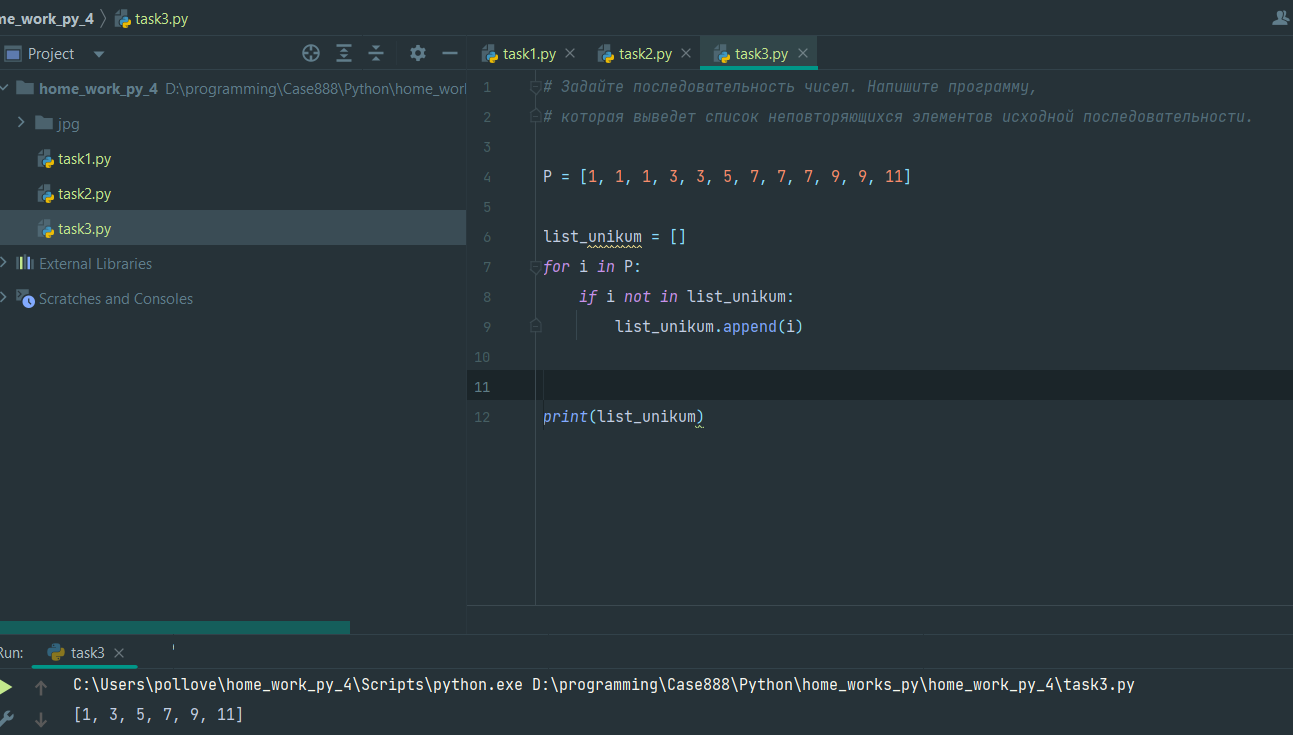 me_work_py_4 task3.py
Project
task1.py task2.py task3.py
home_work_py_4 D:\programming\Case888\Python\home_worl
jpg
task1.py
task2.py
task3.py
External Libraries
Scratches and Consoles
1 # Задайте последовательность чисел. Напишите программу,
2 # которая выведет список неповторяющихся элементов исходной последовательности.
3
4 P = [1, 1, 1, 3, 3, 5, 7, 7, 7, 9, 9, 11]
5
6 list_unikum = []
7 for i in P:
8 if i not in list_unikum:
9 list_unikum.append(i)
10
11
12 print(list_unikum)
Run: task3
C:\Users\pollove\home_work_py_4\Scripts\python.exe D:\programming\Case888\Python\home_works_py\home_work_py_4\task3.py
[1, 3, 5, 7, 9, 11]